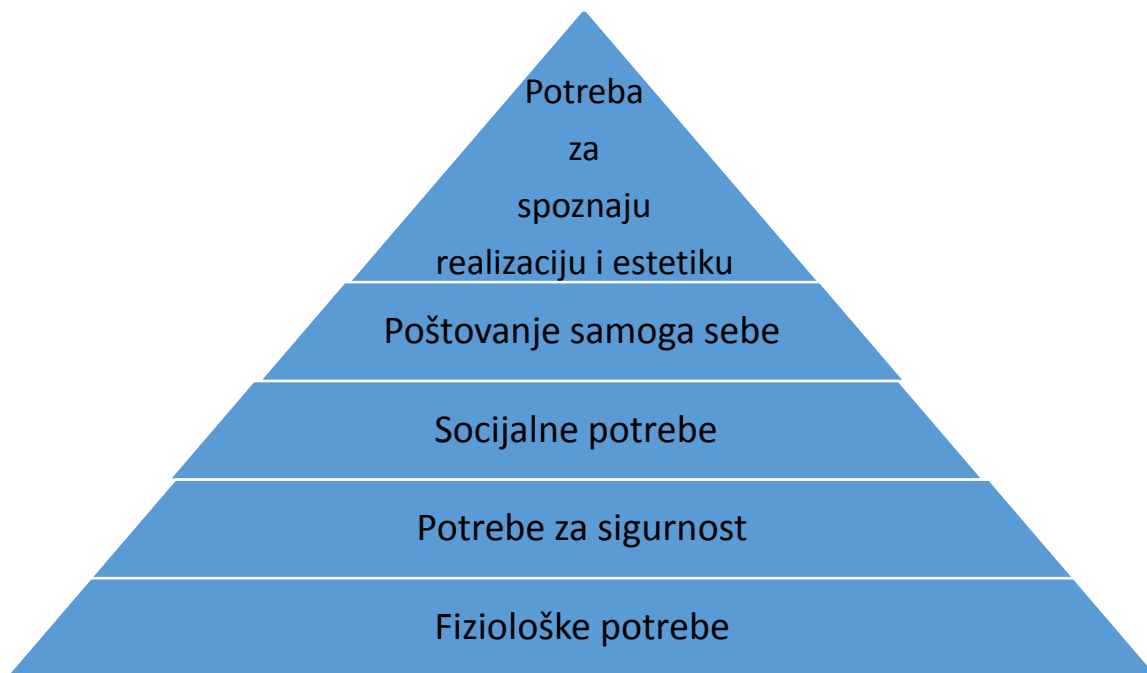 Potreba
za
spoznaju
realizaciju i estetiku
Poštovanje samoga sebe
Socijalne potrebe
Potrebe za sigurnost
Fiziološke potrebe